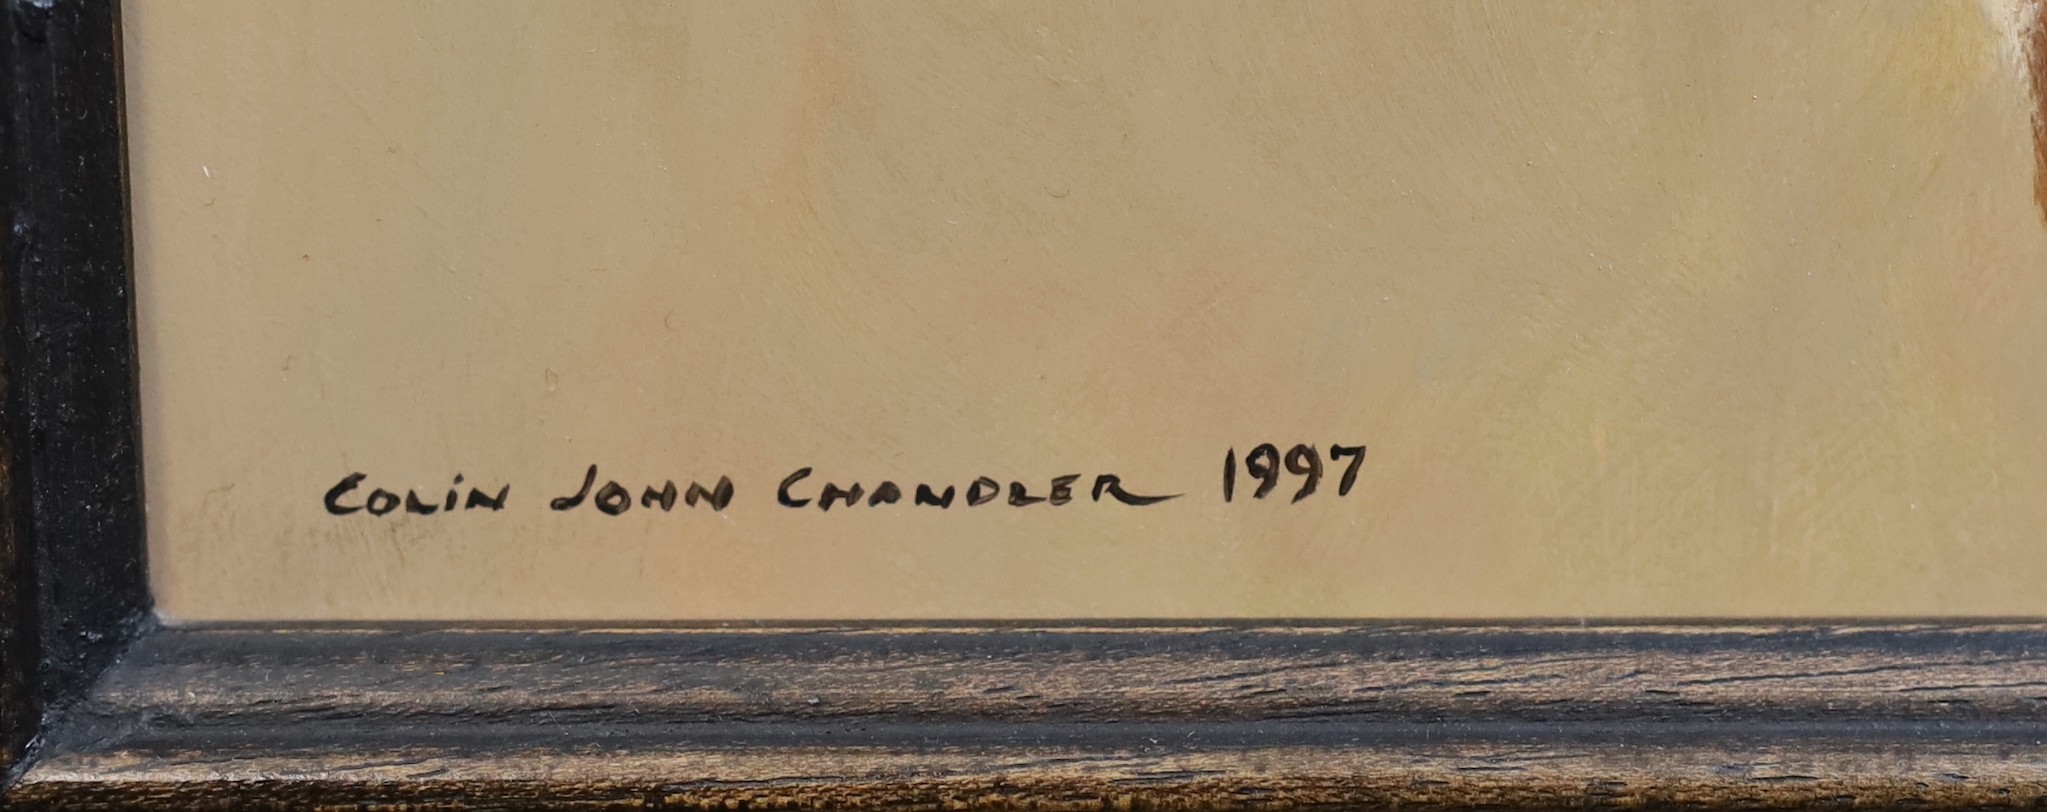 COLIN JOHN CHANDLER 1997